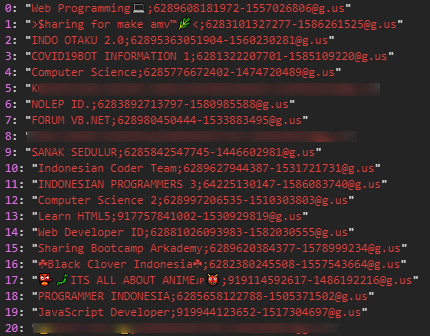 0: "Web Programming💻;6289608181972-1557026806@g.us"
1: ">$haring for make amv™🌿<;6283101327277-1586261525@g.us"
2: "INDO OTAKU 2.0;62895363051904-1560230281@g.us"
3: "COVID19BOT INFORMATION 1;6281322207701-1585109220@g.us"
4: "Computer Science;6285776672402-1474720489@g.us"
5: "K
6: "NOLEP ID.;6283892713797-1580985588@g.us"
7: "FORUM VB.NET;628980450444-1533883495@g.us"
8: "
9: "SANAK SEDULUR;6285842547745-1446602981@g.us"
10: "Indonesian Coder Team;6289627944387-1531721731@g.us"
11: "INDONESIAN PROGRAMMERS 3;64225130147-1586083740@g.us"
12: "Computer Science 2;628997206535-1510303803@g.us"
13: "Learn HTML5;917757841002-1530929819@g.us"
14: "Web Developer ID;62881026093983-1582030555@g.us"
15: "Sharing Bootcamp Arkademy;6289620384377-1578999234@g.us"
16: "☘Black Clover Indonesia☘;6282380245508-1557543664@g.us"
17: "👺🐛ITS ALL ABOUT ANIME🇯🇵👹;919114592617-1486192216@g.us"
18: "PROGRAMMER INDONESIA;6285658122788-1505371502@g.us"
19: "JavaScript Developer;919944123652-1517304697@g.us"
20: "